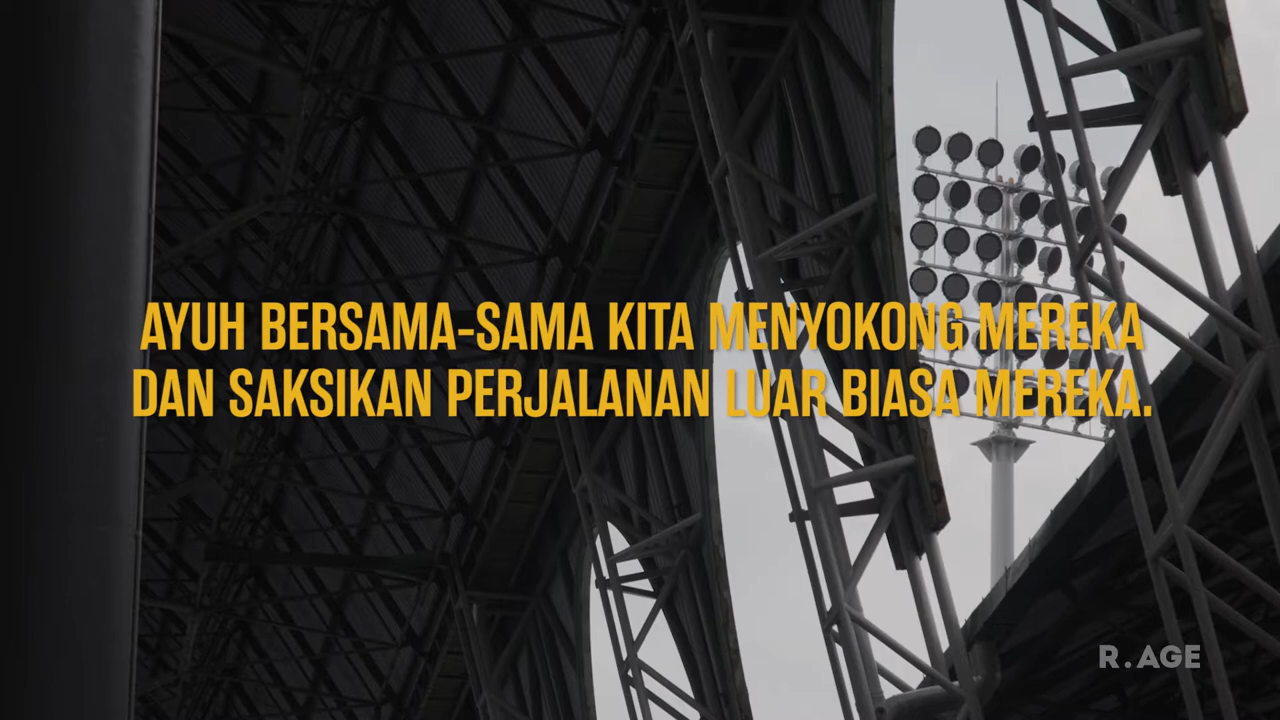 AYUH BERSAMA-SAMA KITA MENYOKONG MEREKA
DAN SAKSIKAN PERJALANAN LUAR BIASA MEREKA.
R.AGE